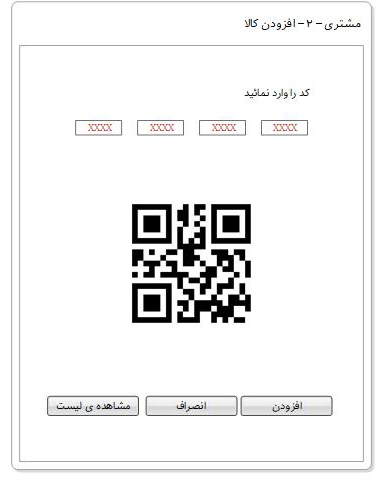 مشتری – ۲ – افزودن کالا
کد را وارد نمائید
XXXX XXXX XXXX XXXX
افزودن انصراف مشاهده ی لیست